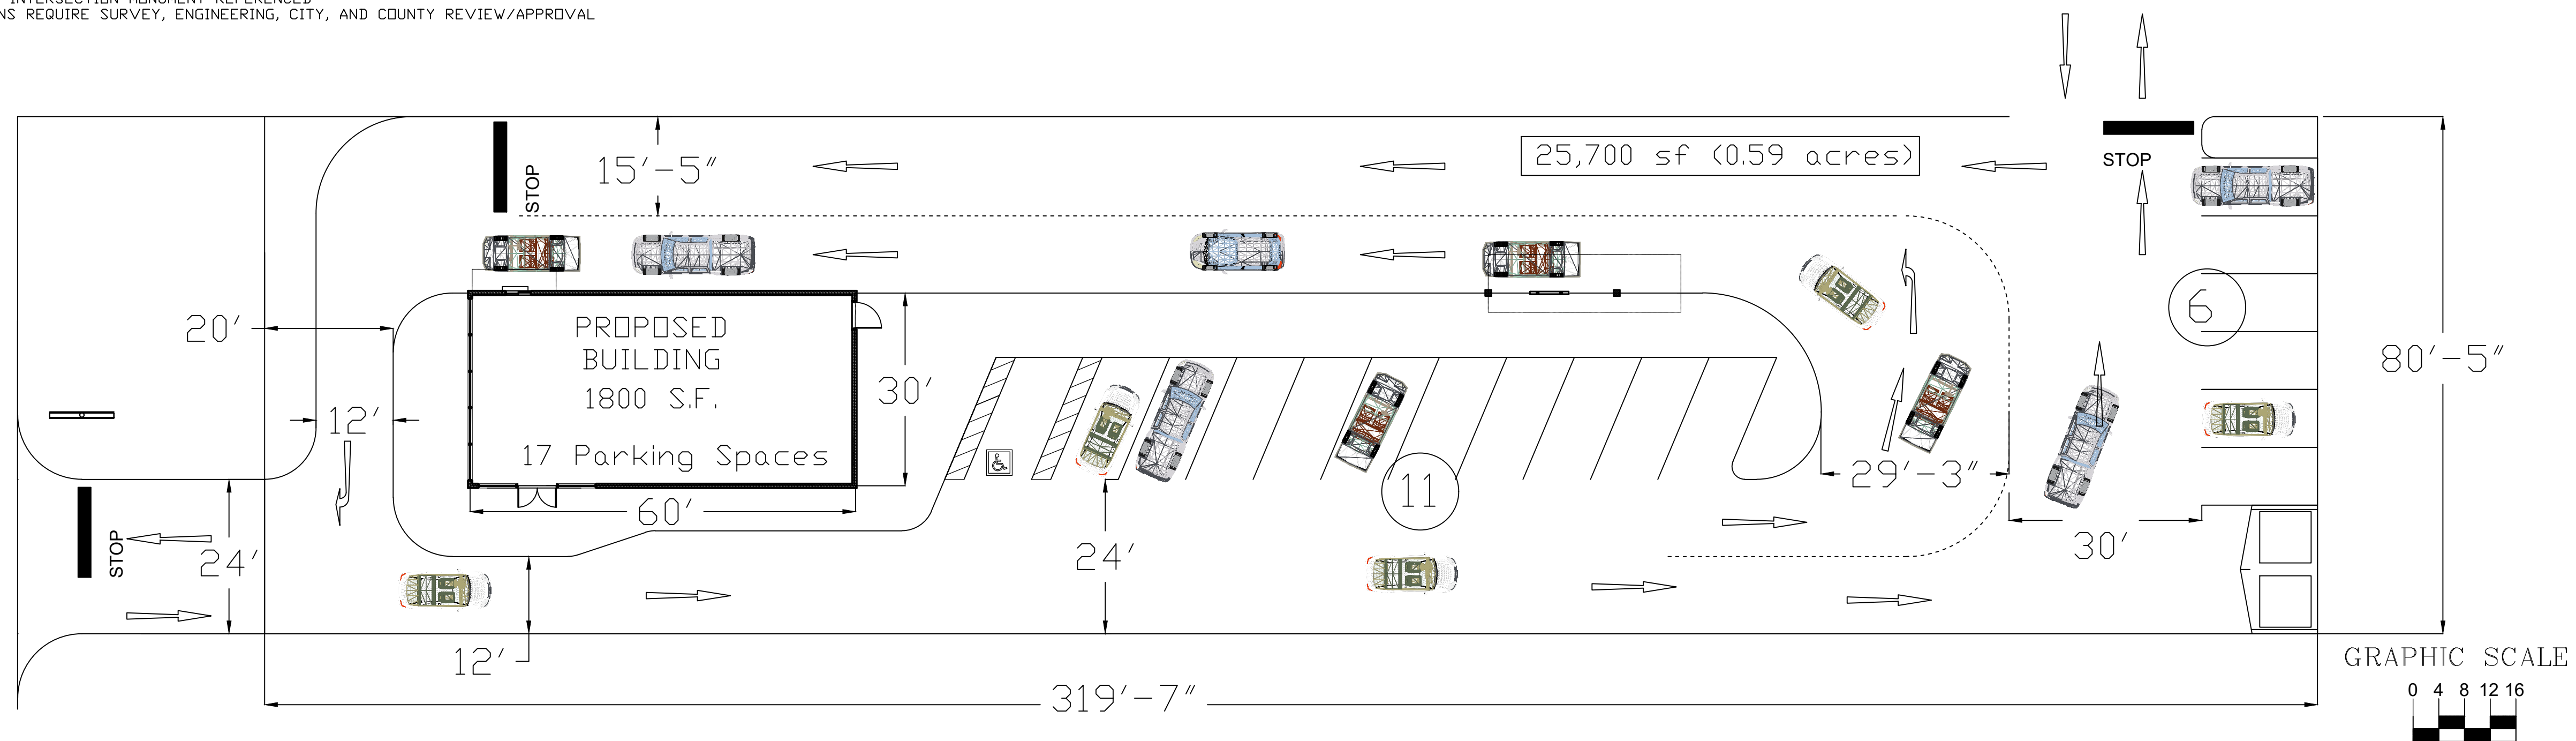 NS REQUIRE SURVEY, ENGINEERING, CITY, AND COUNTY REVIEW/APPROVAL
STOP
15'-5"
25,700 sf (0.59 acres)
STOP
20'
PROPOSED
BUILDING
1800 S.F.
17 Parking Spaces
30'
12'
6
80'-5"
60'
11
29'-3"
30'
STOP
24'
24'
12'
319'-7"
GRAPHIC SCALE
0 4 8 12 16